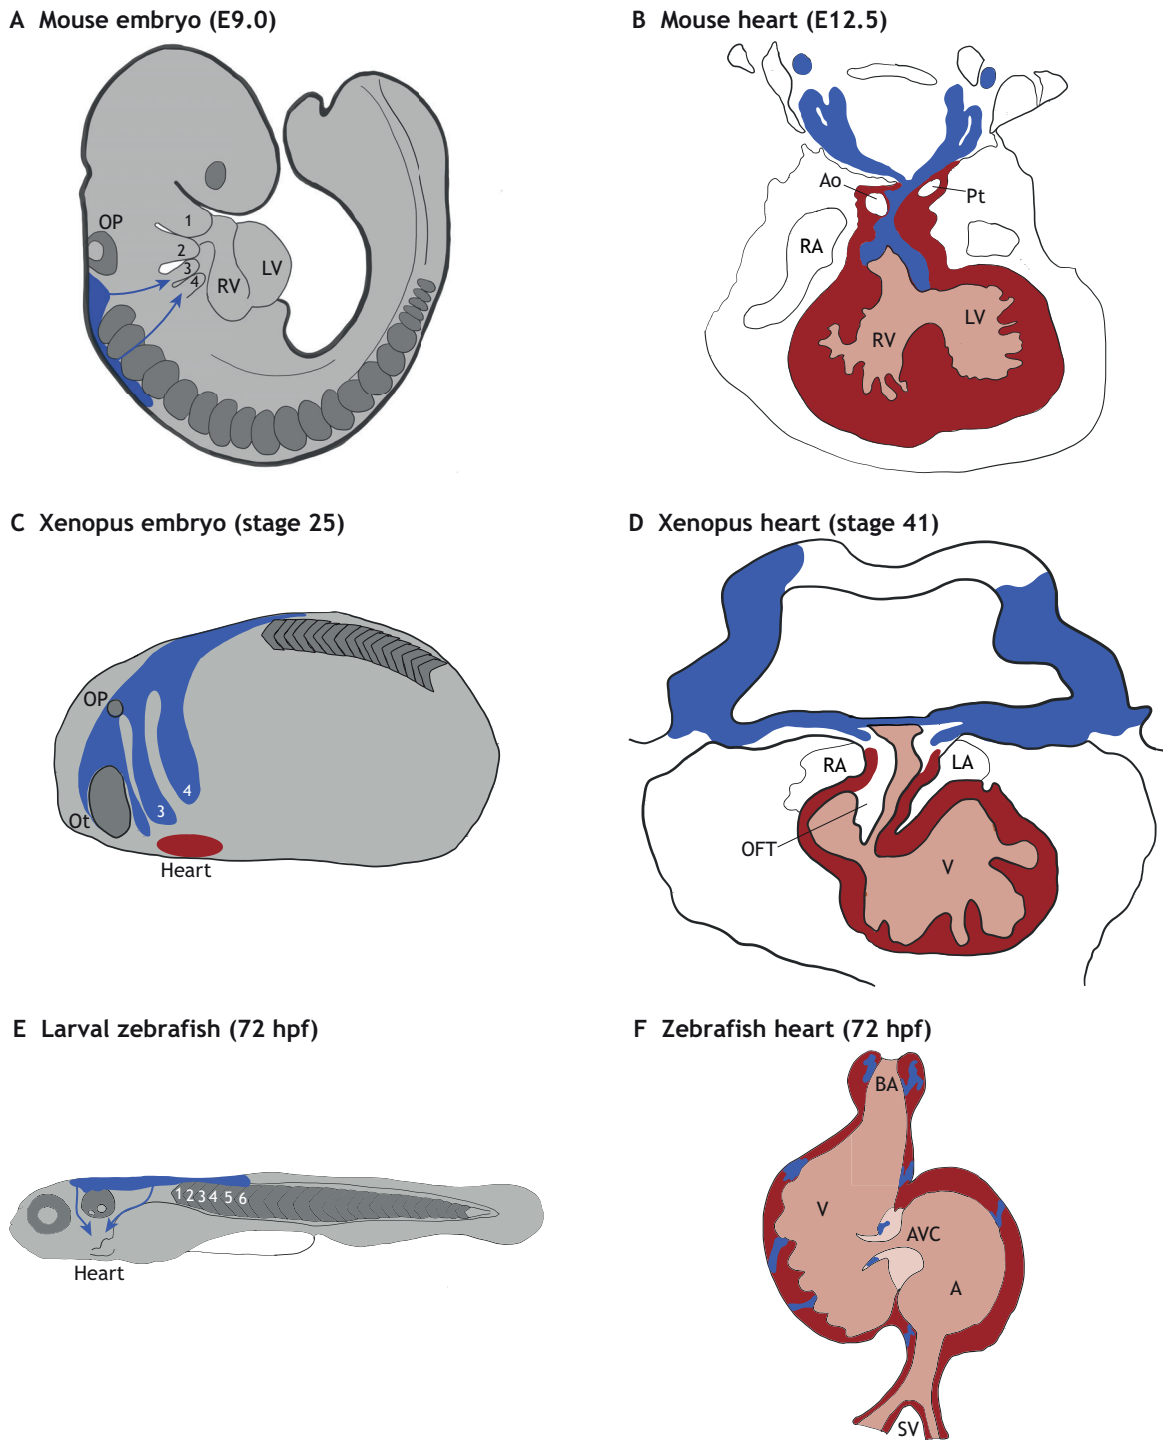 A Mouse embryo (E9.0)
OP
1
2
3
4
RV
LV
B Mouse heart (E12.5)
Ao
Pt
RA
LV
RV
C Xenopus embryo (stage 25)
OP
4
3
Ot
Heart
D Xenopus heart (stage 41)
RA
LA
OFT
V
E Larval zebrafish (72 hpf)
1 2 3 4 5 6
Heart
F Zebrafish heart (72 hpf)
BA
V
AVC
A
SV